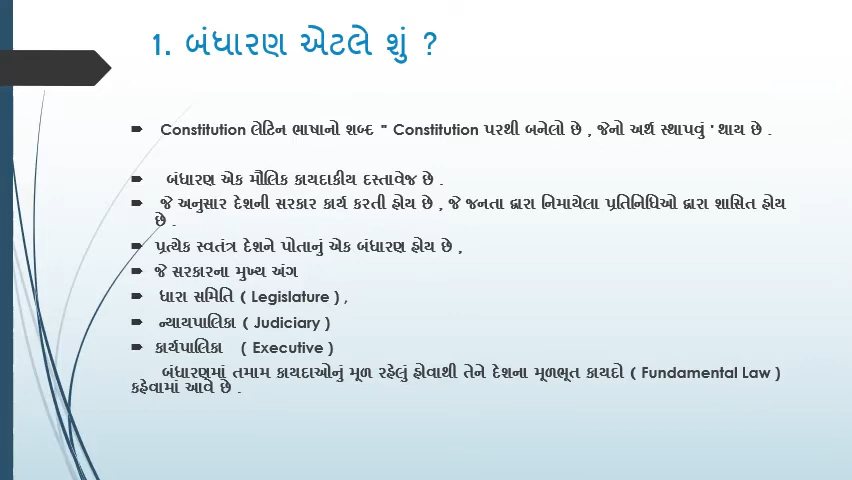 1. બંધારણ એટલે શું ?
Constitution લેટિન ભાષાનો શબ્દ " Constitution પરથી બનેલો છે , જેનો અર્થ સ્થાપવું ' થાય છે .
બંધારણ એક મૌલિક કાયદાકીય દસ્તાવેજ છે .
જે અનુસાર દેશની સરકાર કાર્ય કરતી હોય છે , જે જનતા દ્વારા નિમાયેલા પ્રતિનિધિઓ દ્વારા શાસિત હોય
છે .
પ્રત્યેક સ્વતંત્ર દેશને પોતાનું એક બંધારણ હોય છે ,
જે સરકારના મુખ્ય અંગ
ધારા સમિતિ ( Legislature ) ,
ન્યાયપાલિકા ( Judiciary )
કાર્યપાલિકા ( Executive )
બંધારણમાં તમામ કાયદાઓનું મૂળ રહેલું હોવાથી તેને દેશના મૂળભૂત કાયદો ( Fundamental Law )
કહેવામાં આવે છે .